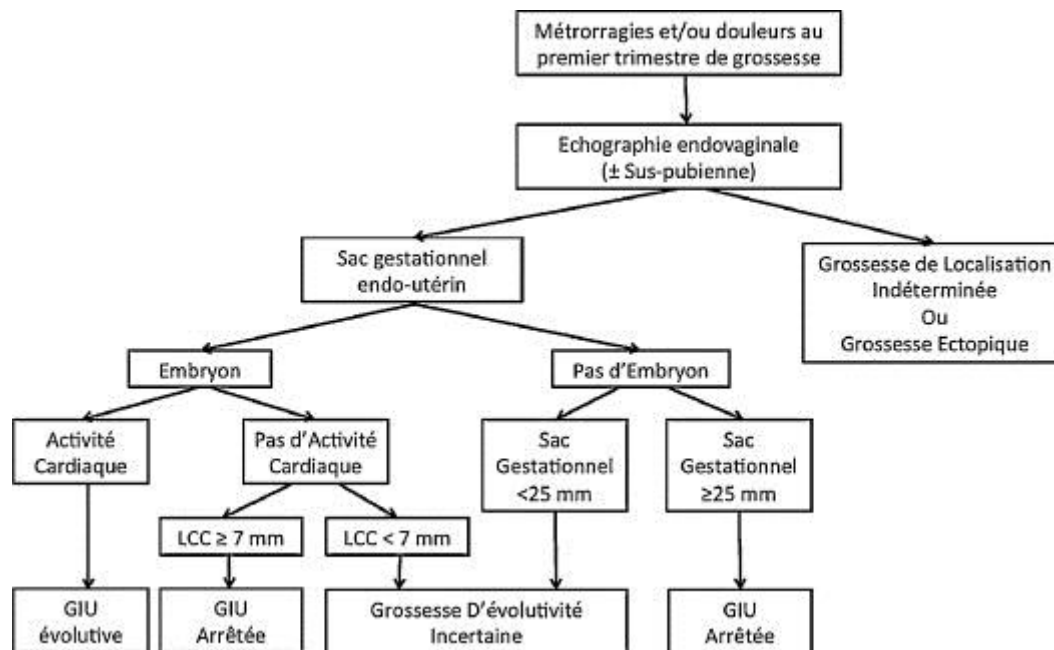 Métrorragies et/ou douleurs au
premier trimestre de grossesse
Echographie endovaginale
(± Sus-pubienne)
Sac gestationnel
endo-utérin
Grossesse de Localisation
Indéterminée
Ou
Grossesse Ectopique
Embryon
Pas d'Embryon
Activité
Cardiaque
Pas d'Activité
Cardiaque
Sac
Gestationnel
<25 mm
Sac
Gestationnel
≥25 mm
LCC ≥ 7 mm
LCC < 7 mm
GIU
évolutive
GIU
Arrêtée
Grossesse D'évolutivité
Incertaine
GIU
Arrêtée